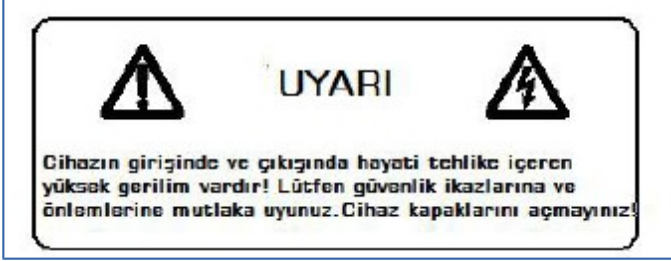 UYARI
Cihazın girişinde ve çıkışında hayati tehlike içeren
yüksek gerilim vardır! Lütfen güvenlik ikazlarına ve
önlemlerine mutlaka uyunuz.Cihaz kapaklarını açmayınız!